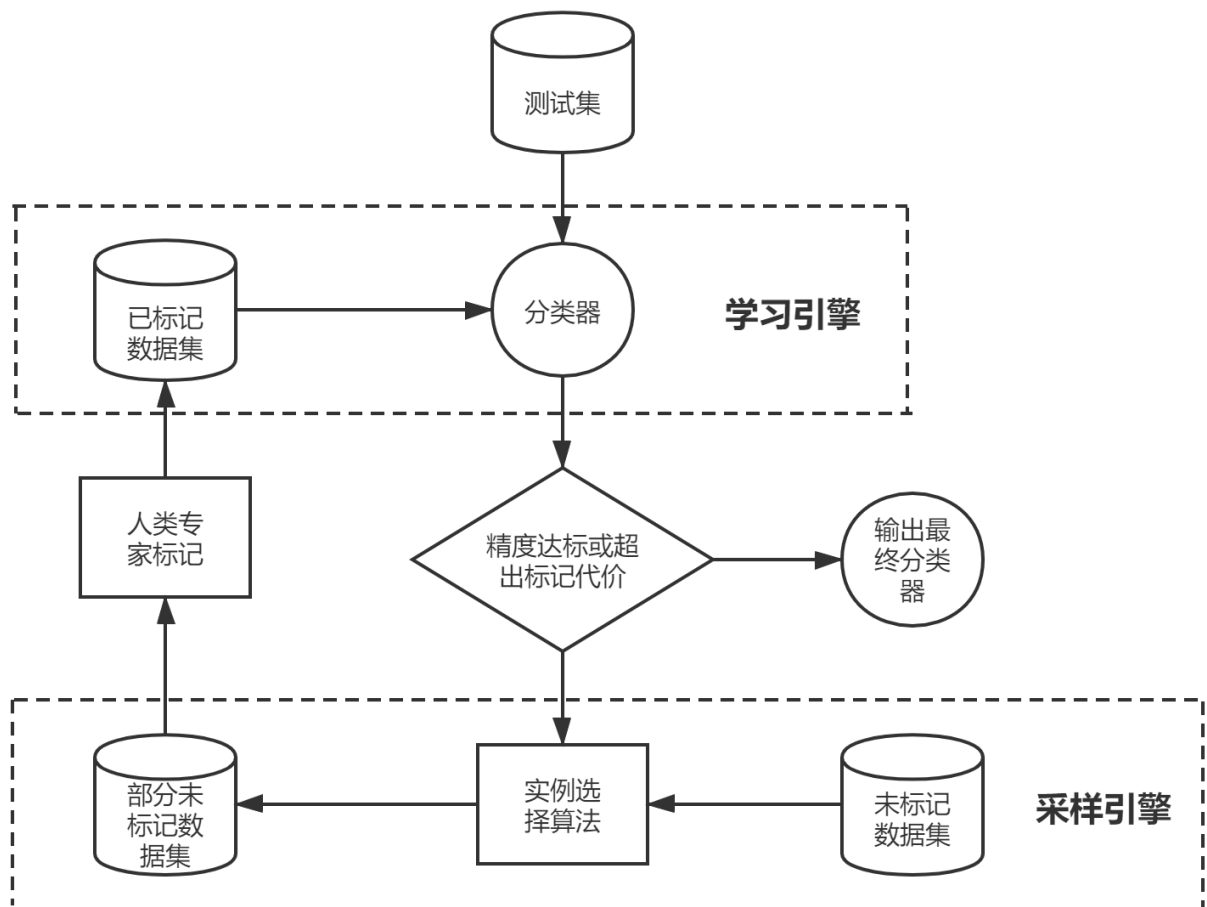 测试集
已标记
数据集
分类器
学习引擎
人类专
家标记
精度达标或超
出标记代价
输出最
终分类
器
部分未
标记数
据集
实例选
择算法
未标记
数据集
采样引擎